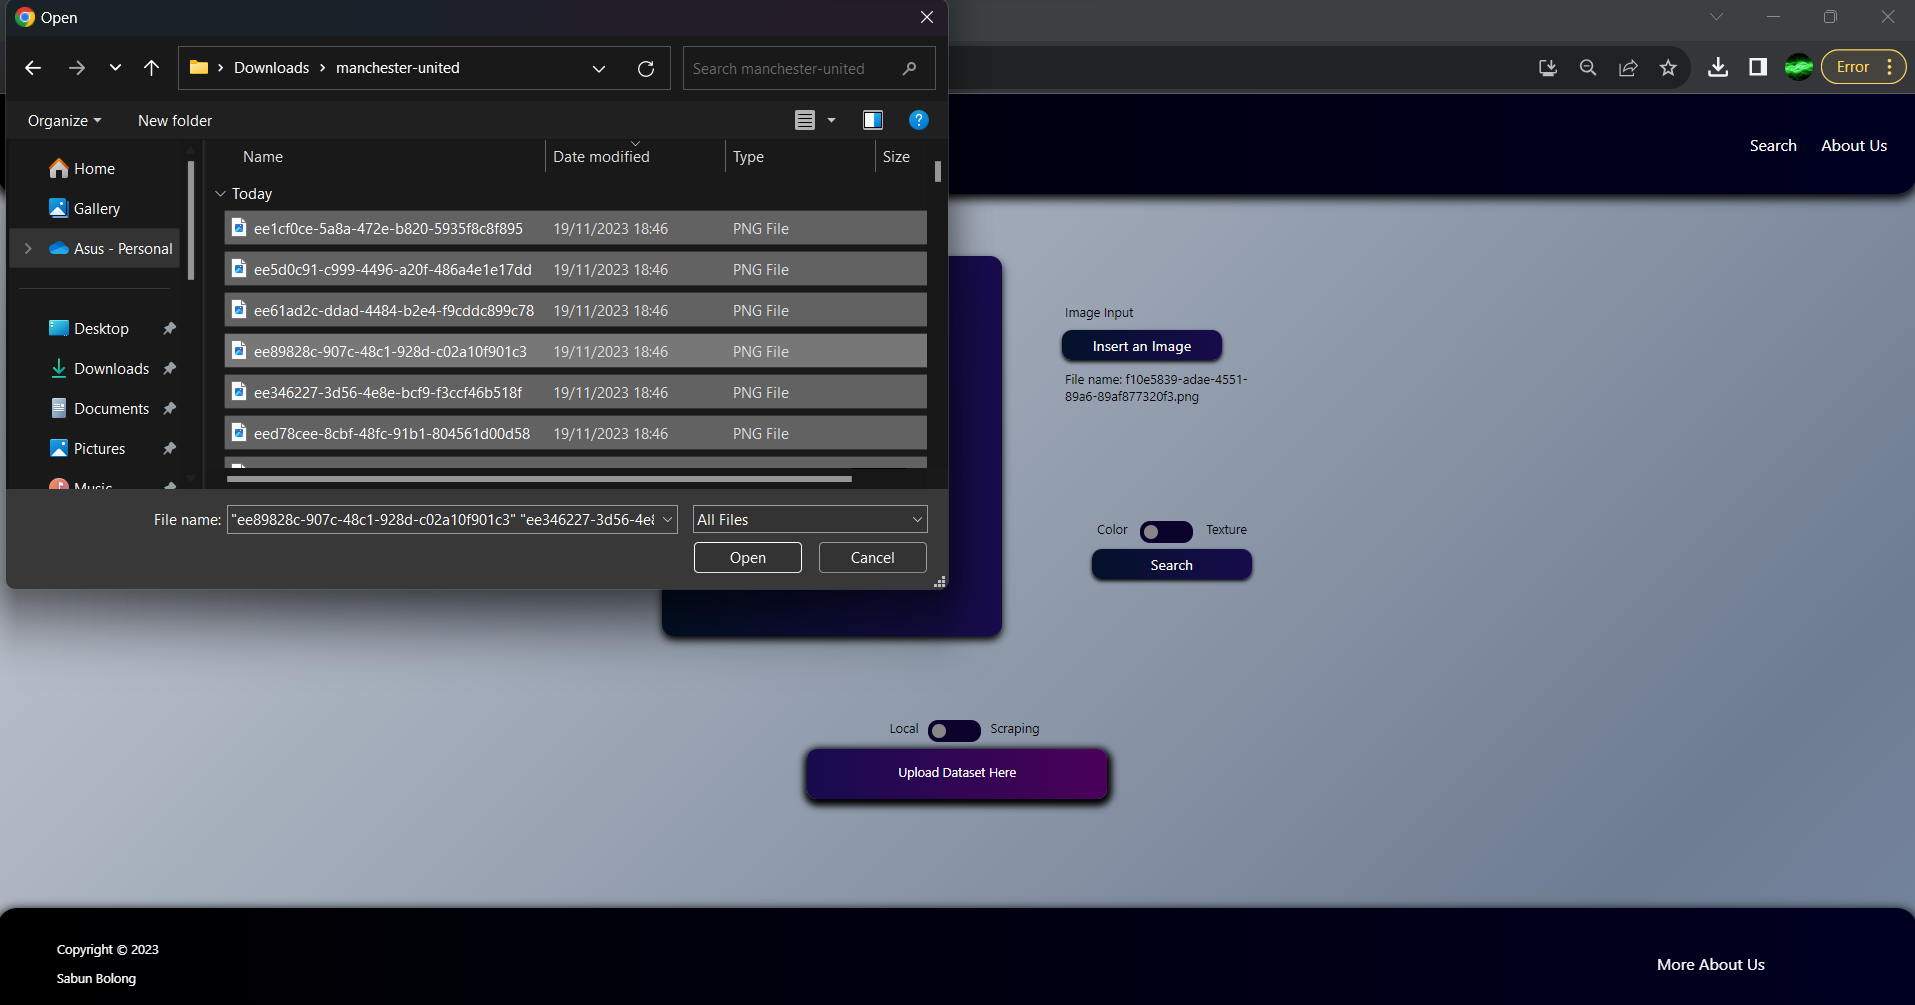 Open
Downloads › manchester-united
Search manchester-united
Error
Organize
New folder
Search
About Us
Name
Date modified
Type
Size
Home
Gallery
Asus - Personal
Desktop
Downloads
Documents
Pictures
Music
Today
ee1cf0ce-5a8a-472e-b820-5935f8c8f895 19/11/2023 18:46 PNG File
ee5d0c91-c999-4496-a20f-486a4e1e17dd 19/11/2023 18:46 PNG File
ee61ad2c-ddad-4484-b2e4-f9cddc899c78 19/11/2023 18:46 PNG File
ee89828c-907c-48c1-928d-c02a10f901c3 19/11/2023 18:46 PNG File
ee346227-3d56-4e8e-bcf9-f3ccf46b518f 19/11/2023 18:46 PNG File
eed78cee-8cbf-48fc-91b1-804561d00d58 19/11/2023 18:46 PNG File
File name: "ee89828c-907c-48c1-928d-c02a10f901c3" "ee346227-3d56-4e8
All Files
Open
Cancel
Image Input
Insert an Image
File name: f10e5839-adae-4551-
89a6-89af877320f3.png
Color
Texture
Search
Local
Scraping
Upload Dataset Here
Copyright © 2023
Sabun Bolong
More About Us